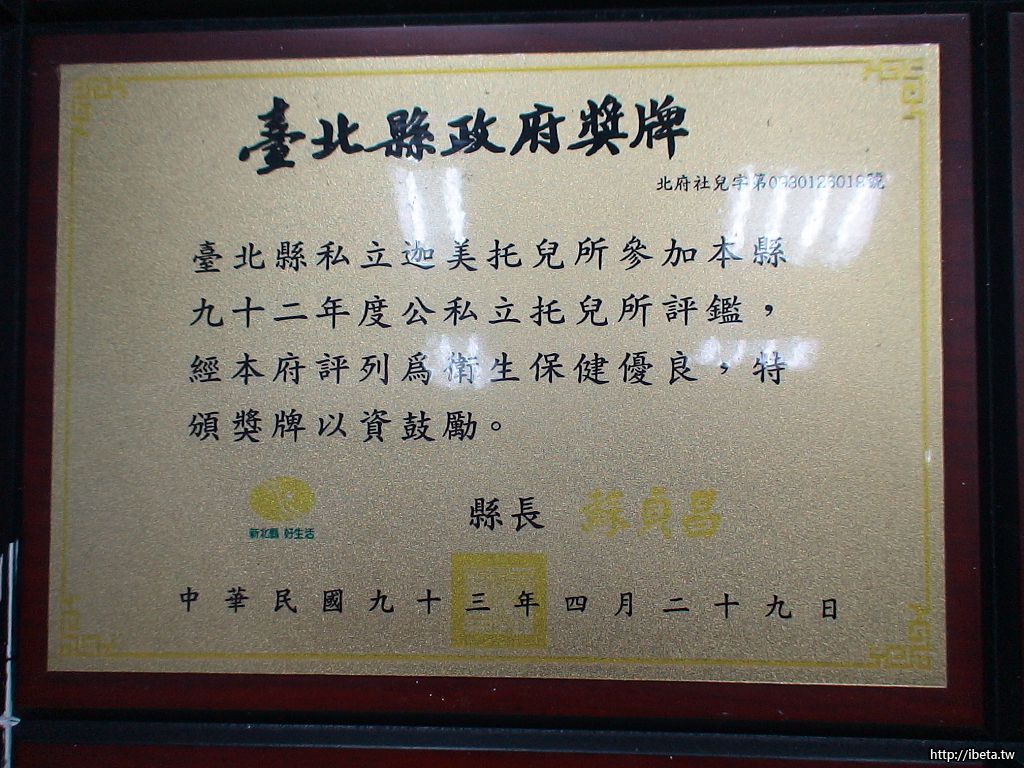 臺北縣政府獎牌
北府社兒字第0930123018號
臺北縣私立迦美托兒所參加本縣
九十二年度公私立托兒所評鑑，
經本府評列為衛生保健優良，特
頒獎牌以資鼓勵。
新北縣 好生活
縣長 蘇貞昌
中華民國九十三年四月二十九日
http://ibeta.tw